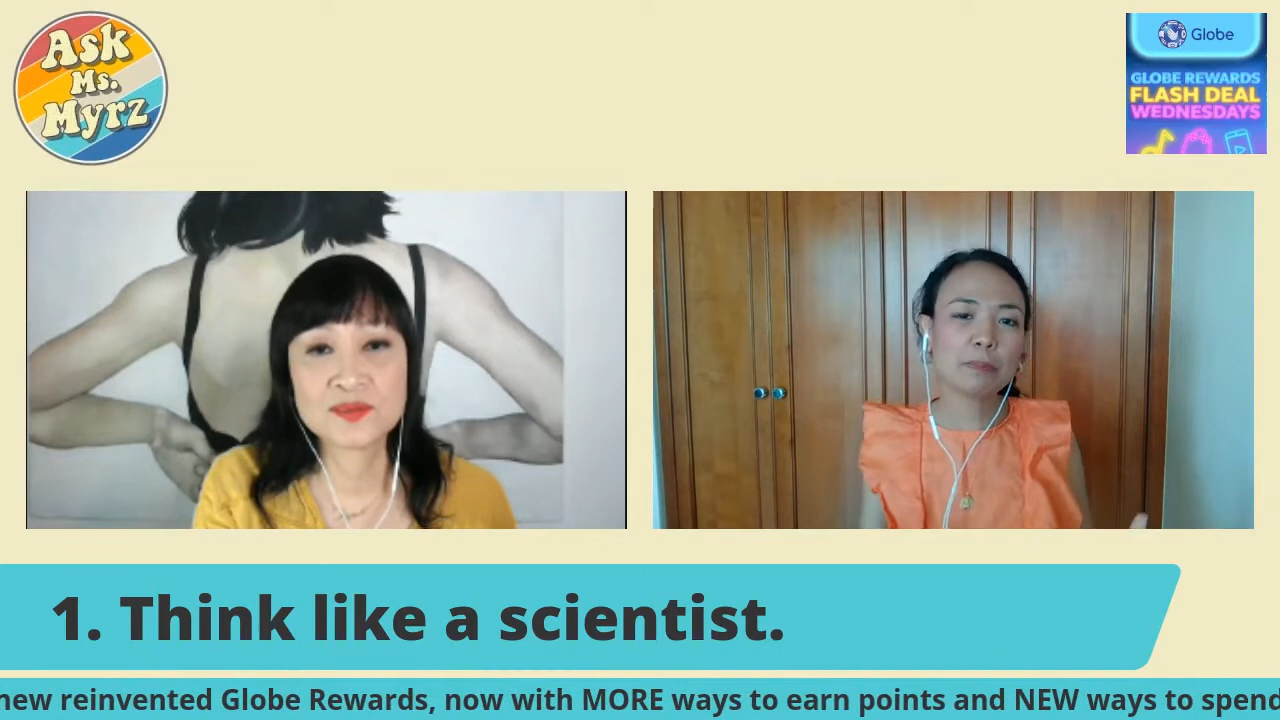 Ask
Ms.
Myrz
Globe
GLOBE REWARDS
FLASH DEAL
WEDNESDAYS
1. Think like a scientist.
new reinvented Globe Rewards, now with MORE ways to earn points and NEW ways to spend